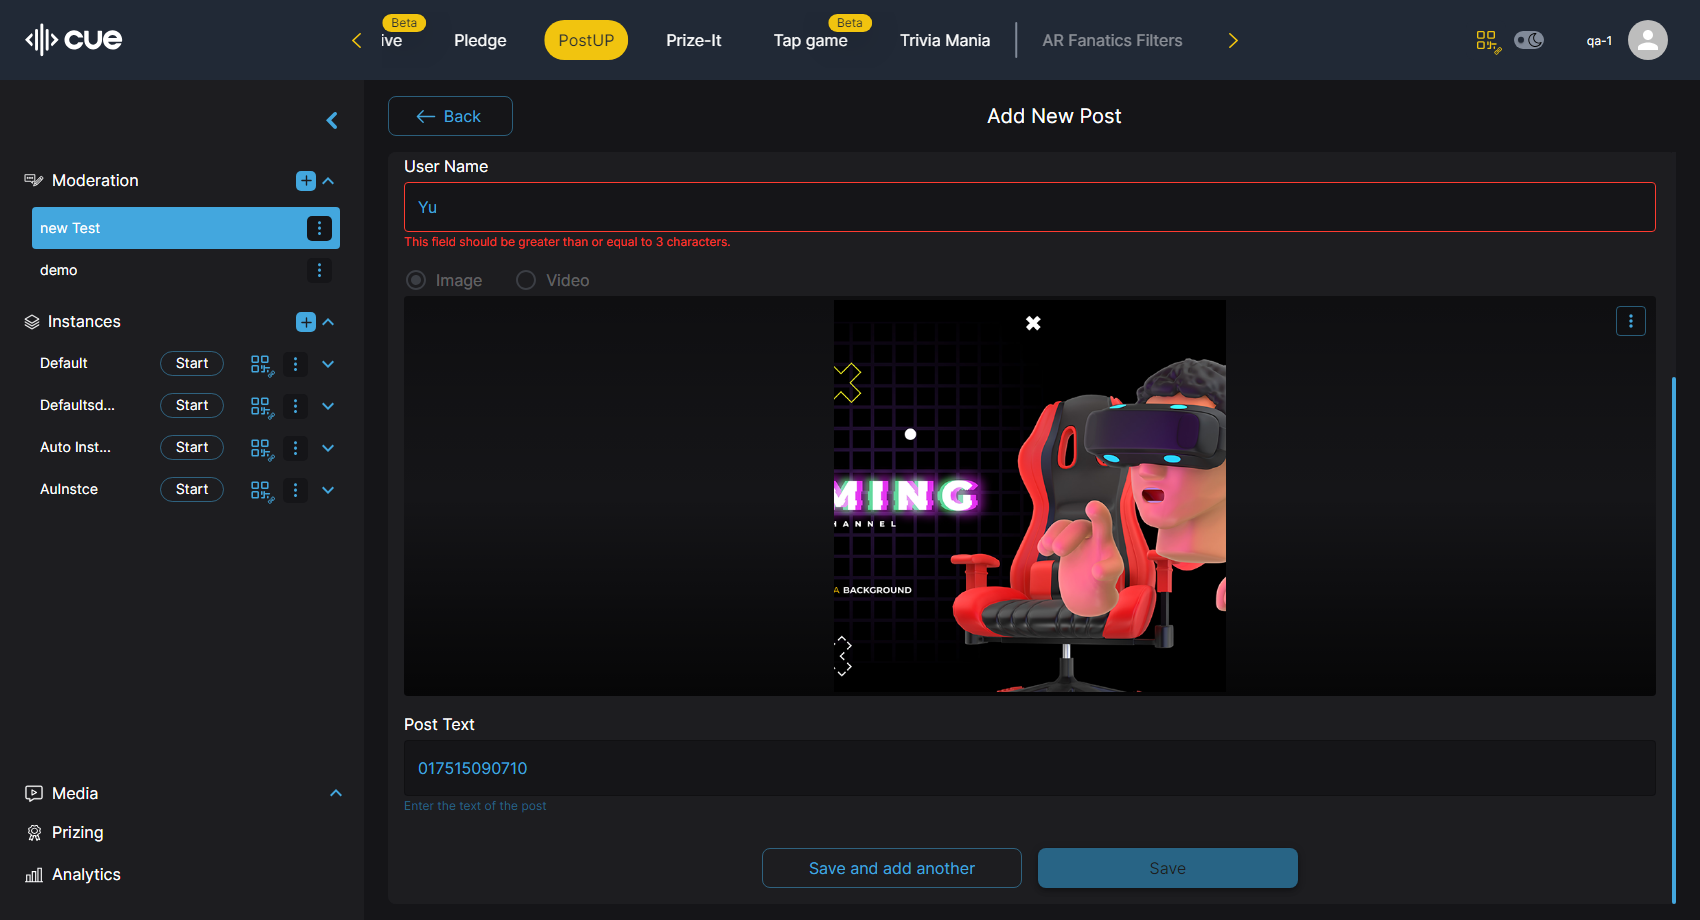 cue
Beta
ive
Pledge
PostUP
Prize-It
Beta
Tap game
Trivia Mania
AR Fanatics Filters
qa-1
Back
Add New Post
Moderation
new Test
demo
Instances
Default
Start
Defaultsd...
Start
Auto Inst...
Start
AuInstce
Start
Media
Prizing
Analytics
User Name
Yu
This field should be greater than or equal to 3 characters.
Image
Video
MING
HANNEL
A BACKGROUND
Post Text
017515090710
Enter the text of the post
Save and add another
Save